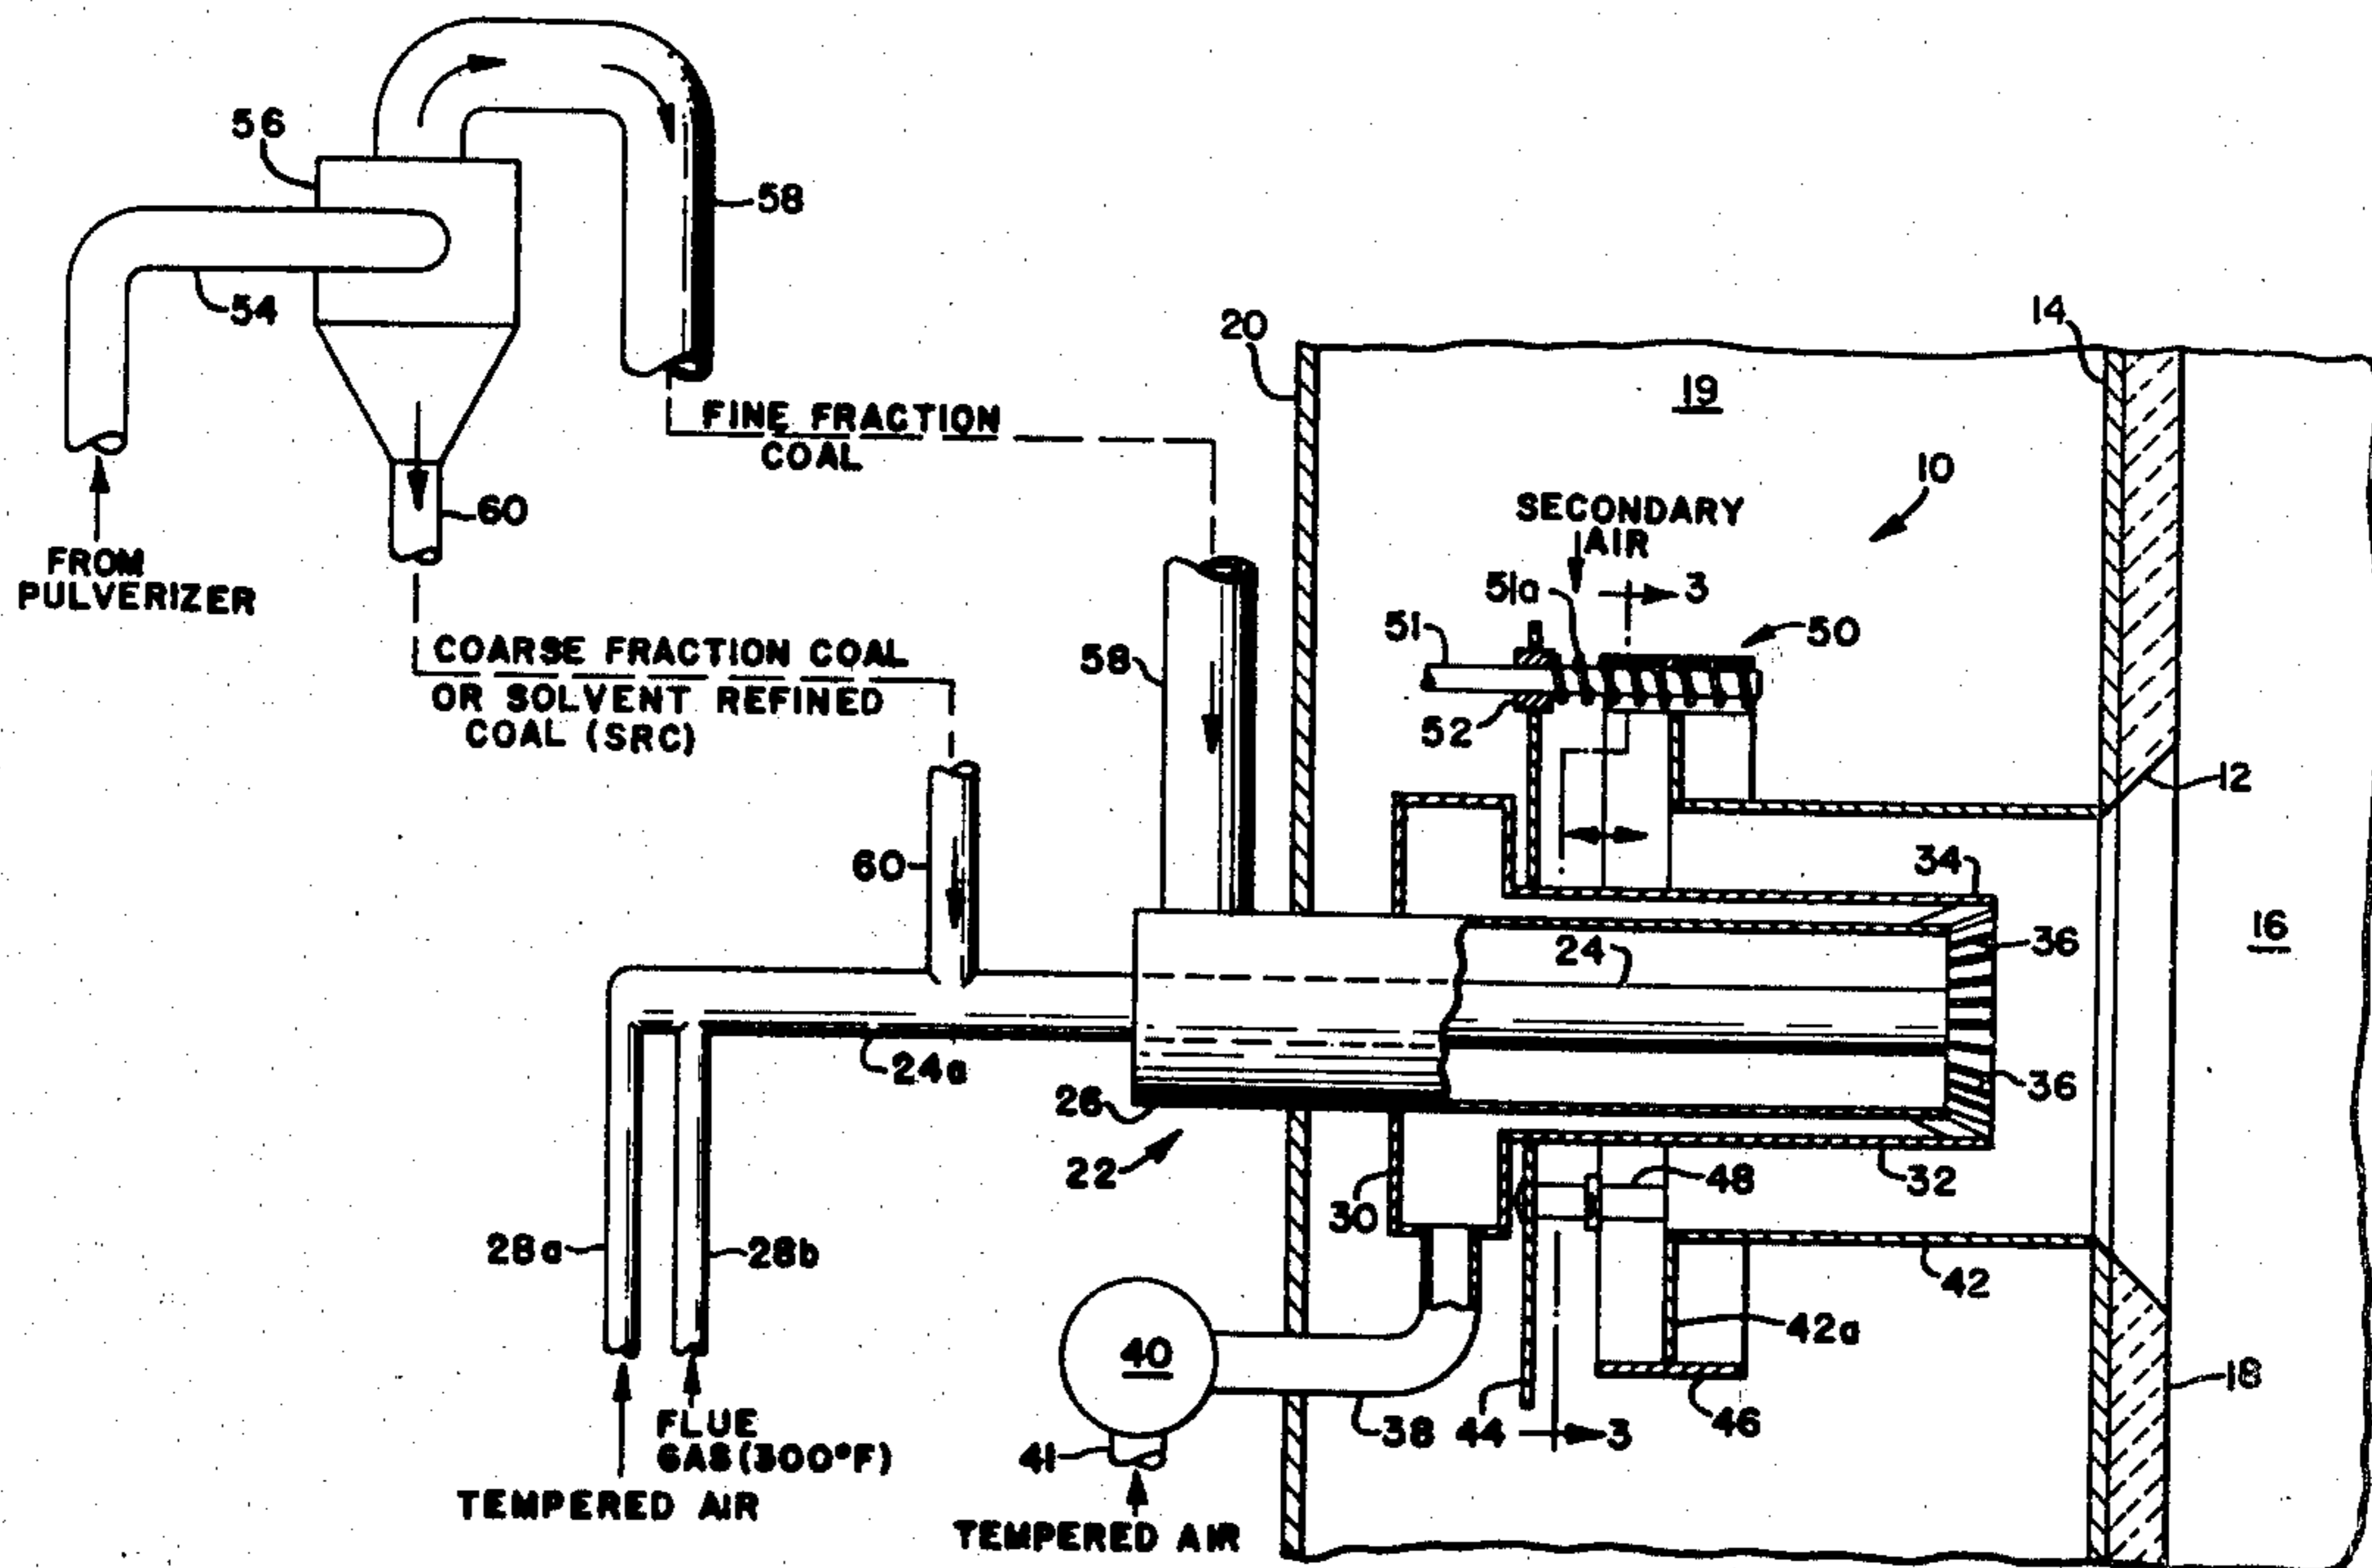 56
58
54
20
14
FINE FRACTION
COAL
19
10
60
SECONDARY
AIR
FROM
PULVERIZER
51a
3
51
50
COARSE FRACTION COAL
OR SOLVENT REFINED
COAL (SRC)
58
52
12
60
34
24
36
16
24a
26
36
22
48
32
30
28a
28b
42
40
42a
18
FLUE
GAS (300°F)
38
44
3
46
41
TEMPERED AIR
TEMPERED AIR